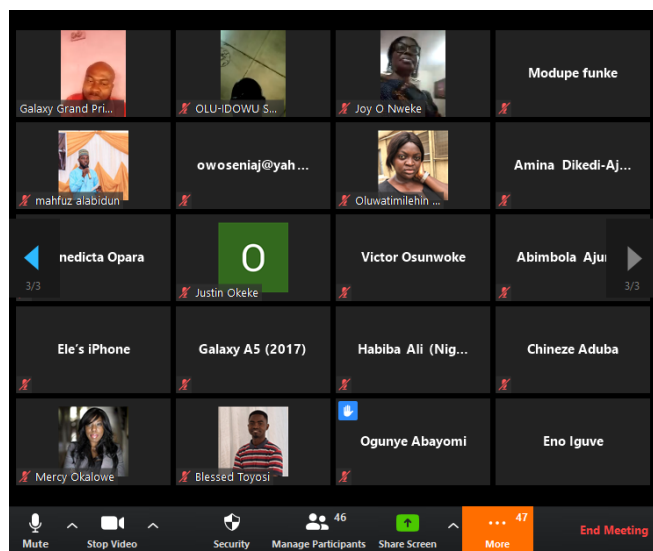 Galaxy Grand Pri...
OLU-IDOWU S...
Joy O Nweke
Modupe funke
mahfuz alabidun
owoseniaj@yah...
Oluwatimilehin ...
Amina Dikedi-Aj...
nedicta Opara
3/3
O
Justin Okeke
Victor Osunwoke
Abimbola Aju
3/3
Ele's iPhone
Galaxy A5 (2017)
Habiba Ali (Nig...
Chineze Aduba
Mercy Okalowe
Blessed Toyosi
Ogunye Abayomi
Eno Iguve
Mute
Stop Video
Security
46
Manage Participants
Share Screen
47
More
End Meeting